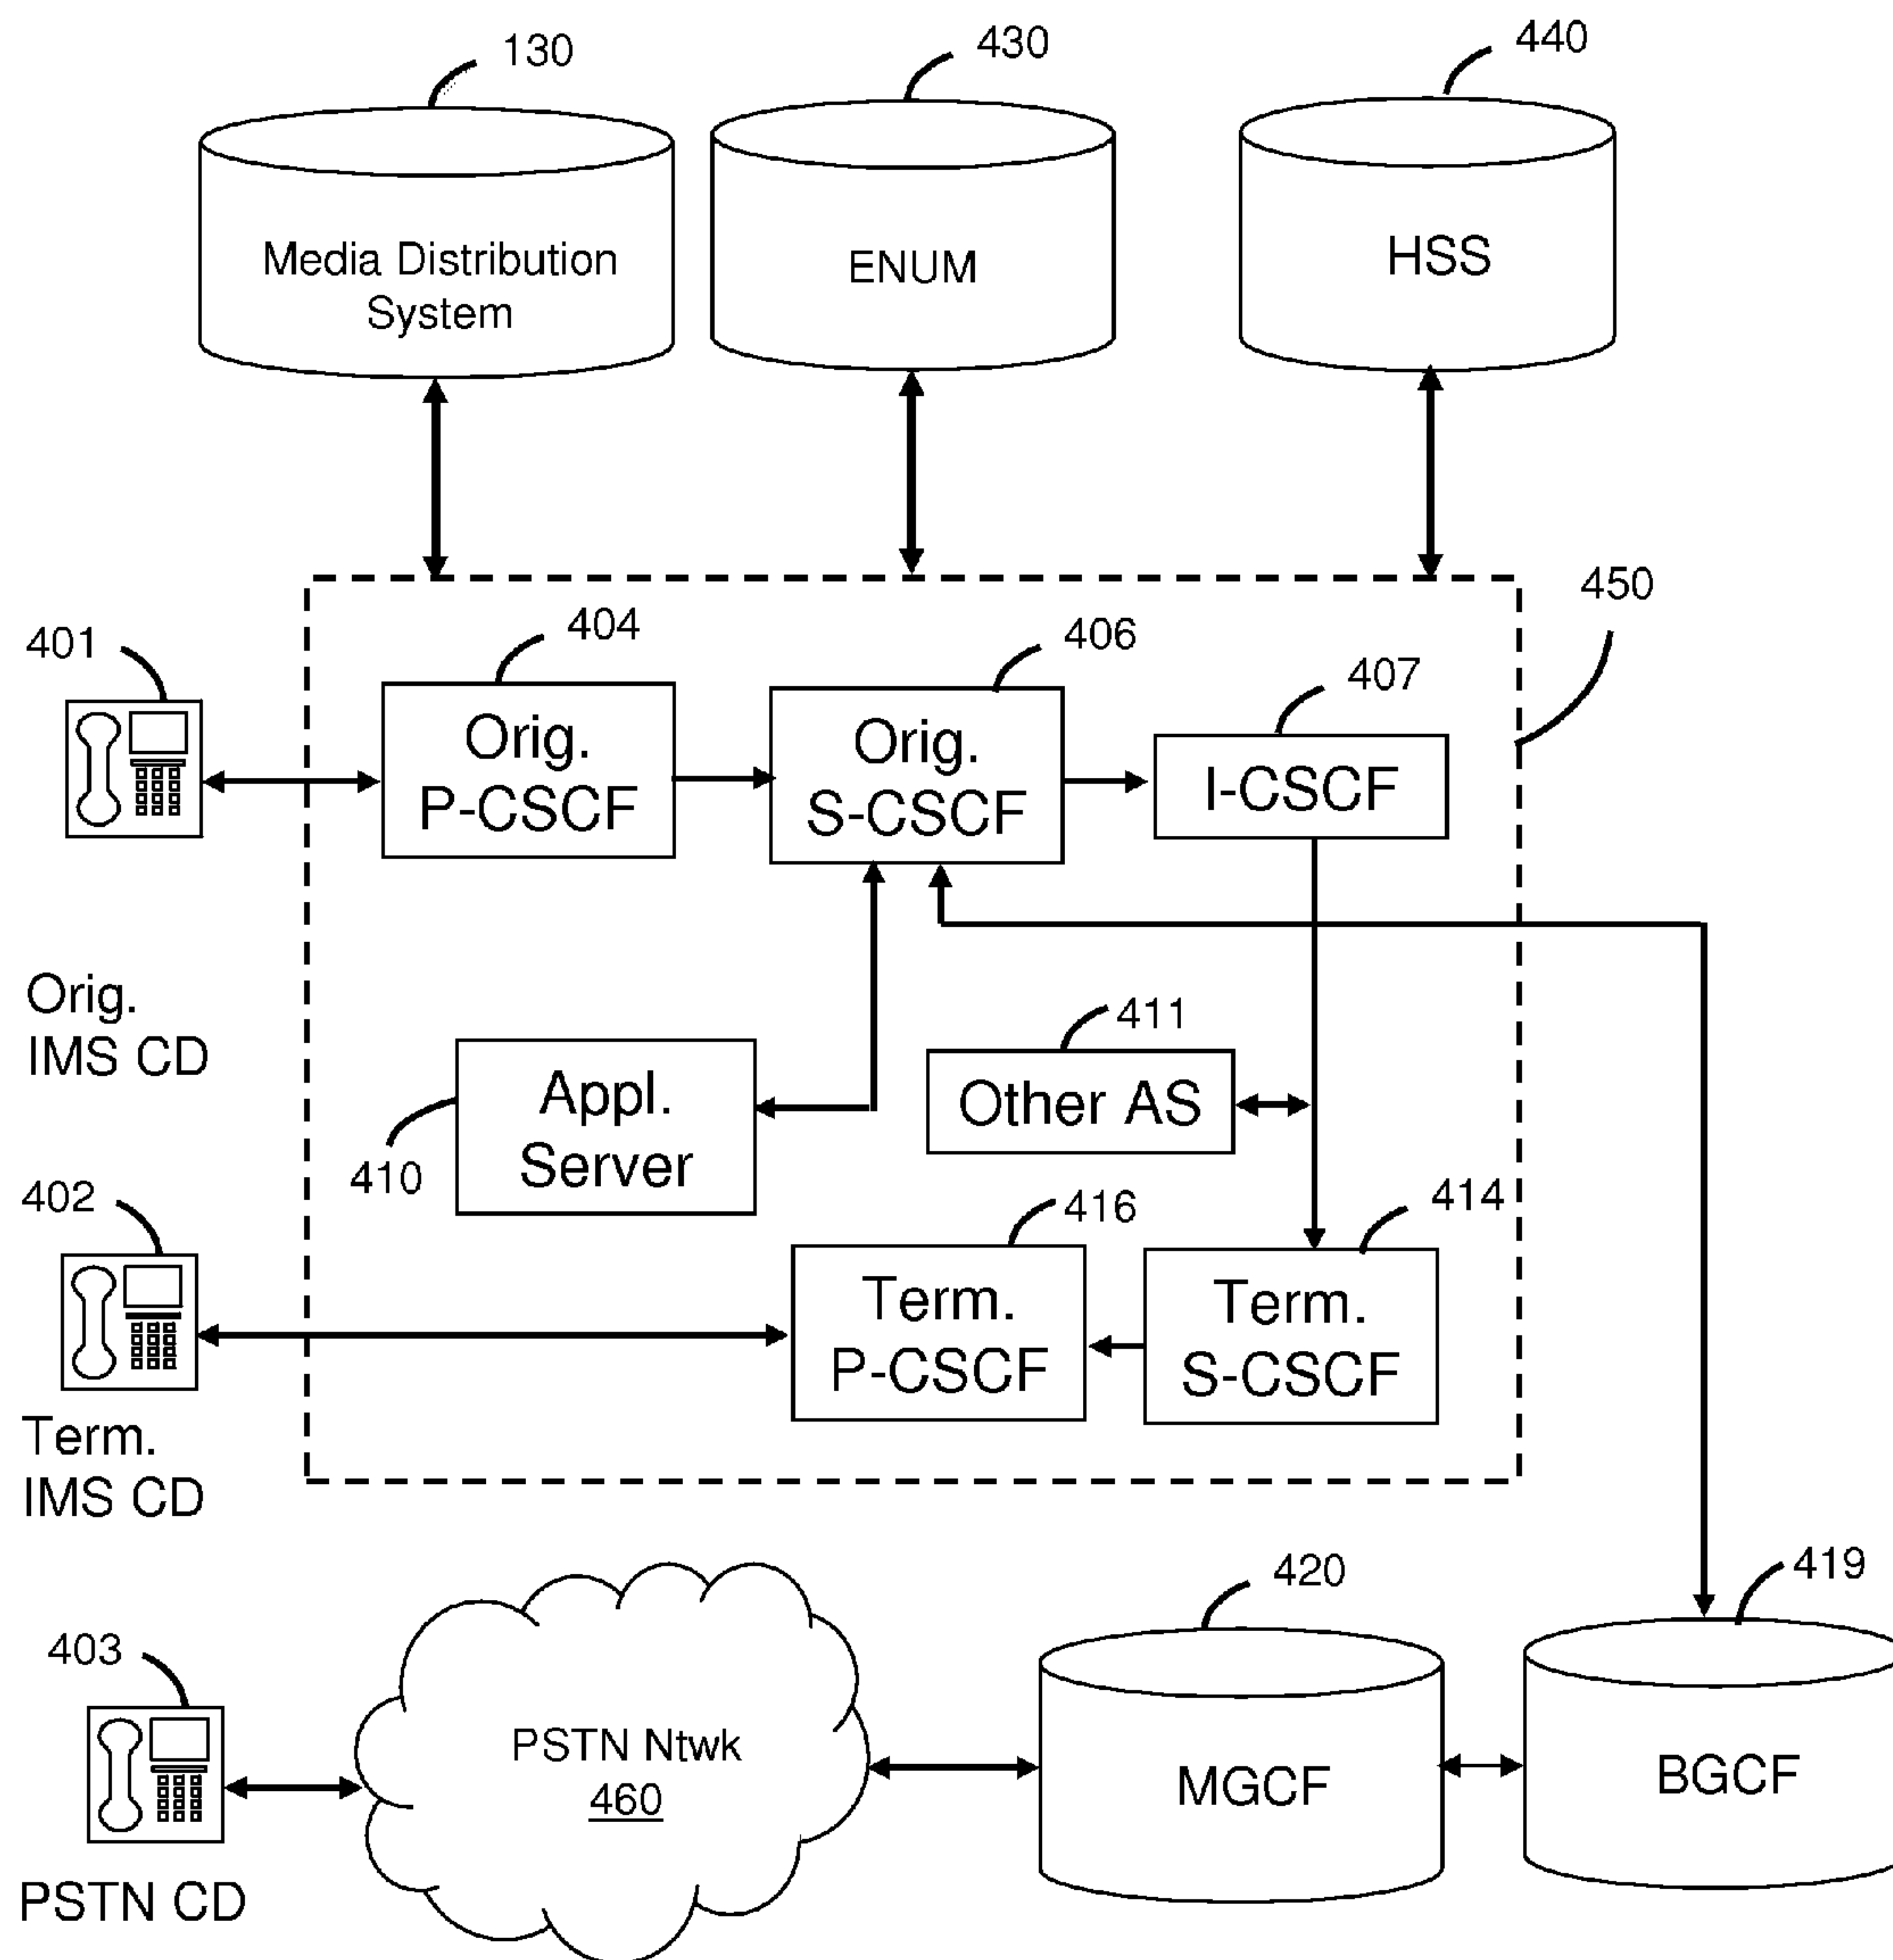 130
430
440
Media Distribution
System
ENUM
HSS
450
401
404
406
407
Orig.
P-CSCF
Orig.
S-CSCF
I-CSCF
Orig.
IMS CD
411
Other AS
Appl.
Server
410
402
416
414
Term.
P-CSCF
Term.
S-CSCF
Term.
IMS CD
420
419
403
PSTN Ntwk
460
MGCF
BGCF
PSTN CD